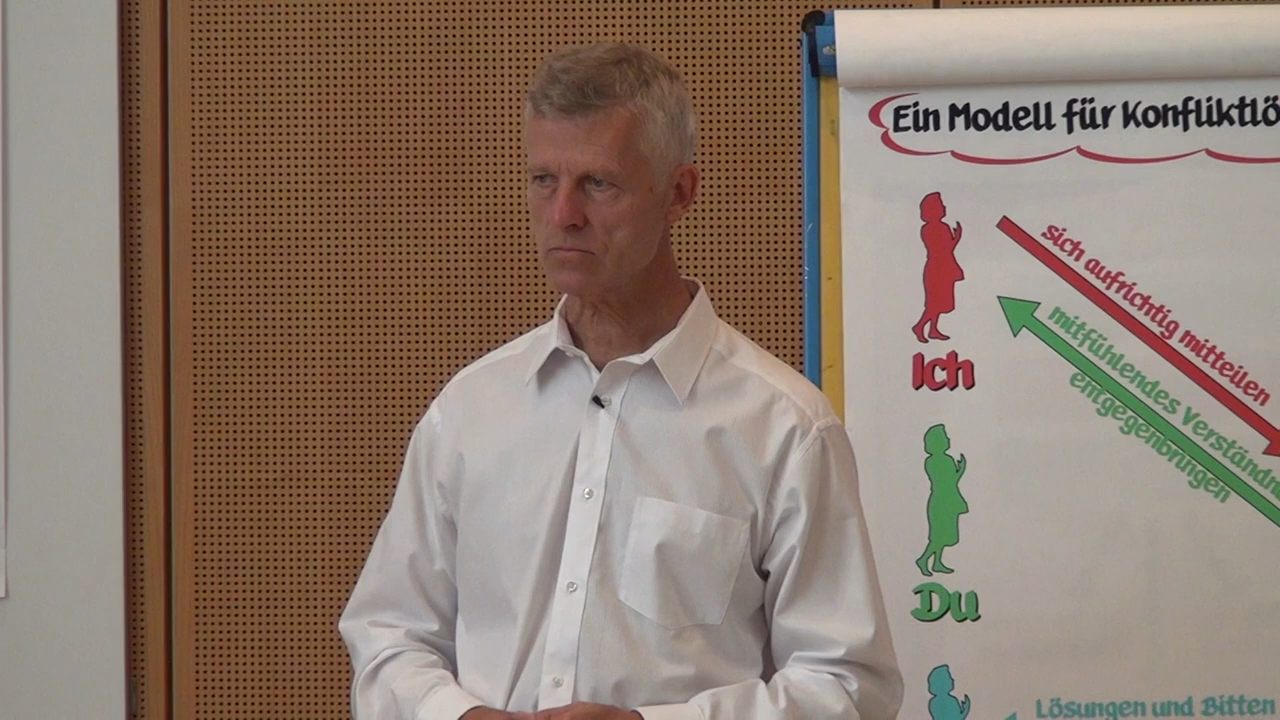 Ein Modell für Konfliktlö
sich aufrichtig mitteilen
mitfühlendes Verständn
entgegenbringen
Ich
Du
Lösungen und Bitten